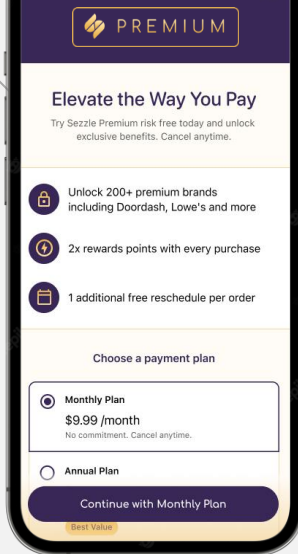 PREMIUM
Elevate the Way You Pay
Try Sezzle Premium risk free today and unlock
exclusive benefits. Cancel anytime.
Unlock 200+ premium brands
including Doordash, Lowe's and more
2x rewards points with every purchase
1 additional free reschedule per order
Choose a payment plan
Monthly Plan
$9.99 /month
No commitment. Cancel anytime.
Annual Plan
Continue with Monthly Plan
Best Value